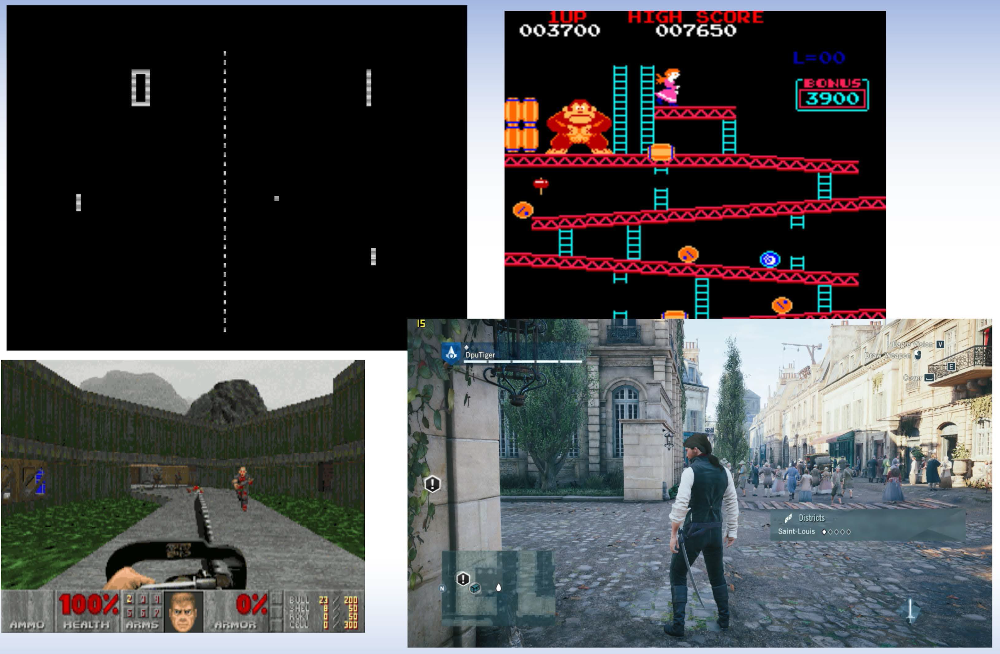 0 1
1UP HIGH SCORE
003700 007650
L=00
BONUS
3900
15
DpuTiger
Eagle Vision V
Draw Weapon
E
Cover
!
Districts
Saint-Louis
!
N
100% 2 3 4 0% BULL 23 / 200
5 6 7 SHEL 8 / 50
RCKT 0 / 50
CELL 0 / 300
AMMO HEALTH ARMS ARMOR